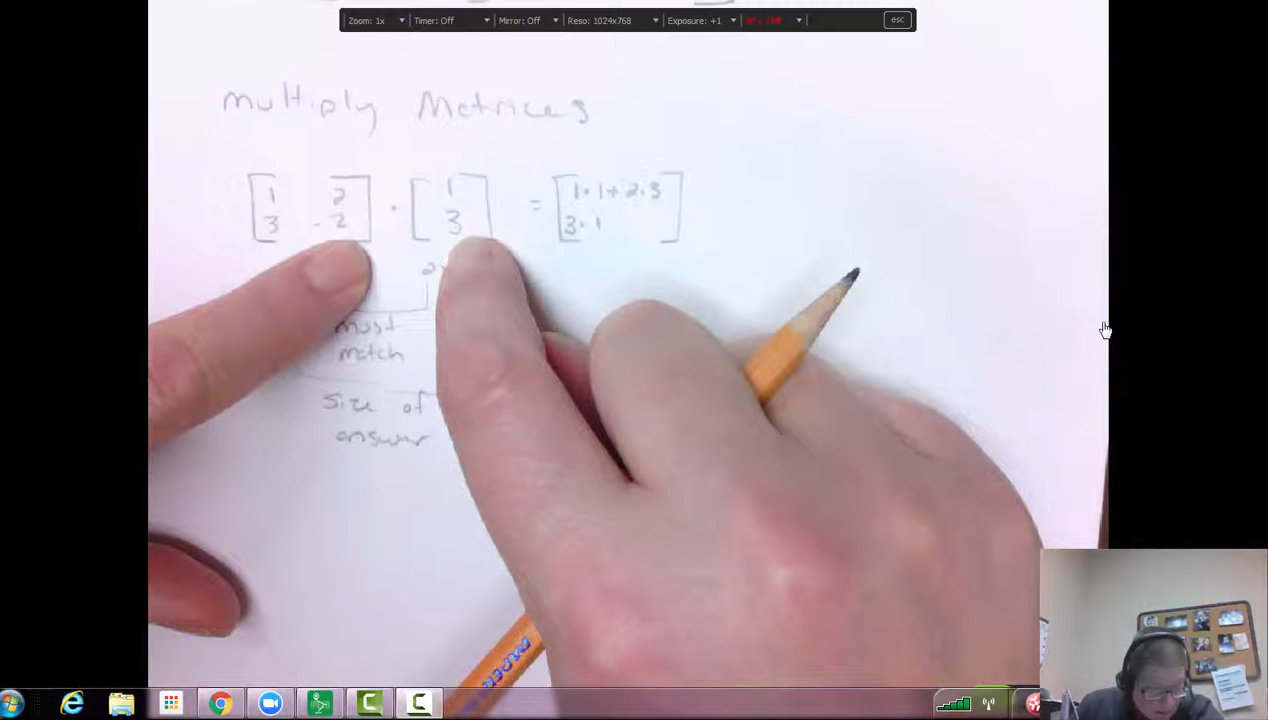 Zoom: 1x Timer: Off Mirror: Off Reso: 1024x768 Exposure: +1 esc
multiply Matrices
[1 2] · [1] = [1·1+2·3]
[3 -2] [3] [3·1]
must
match
size of
answer